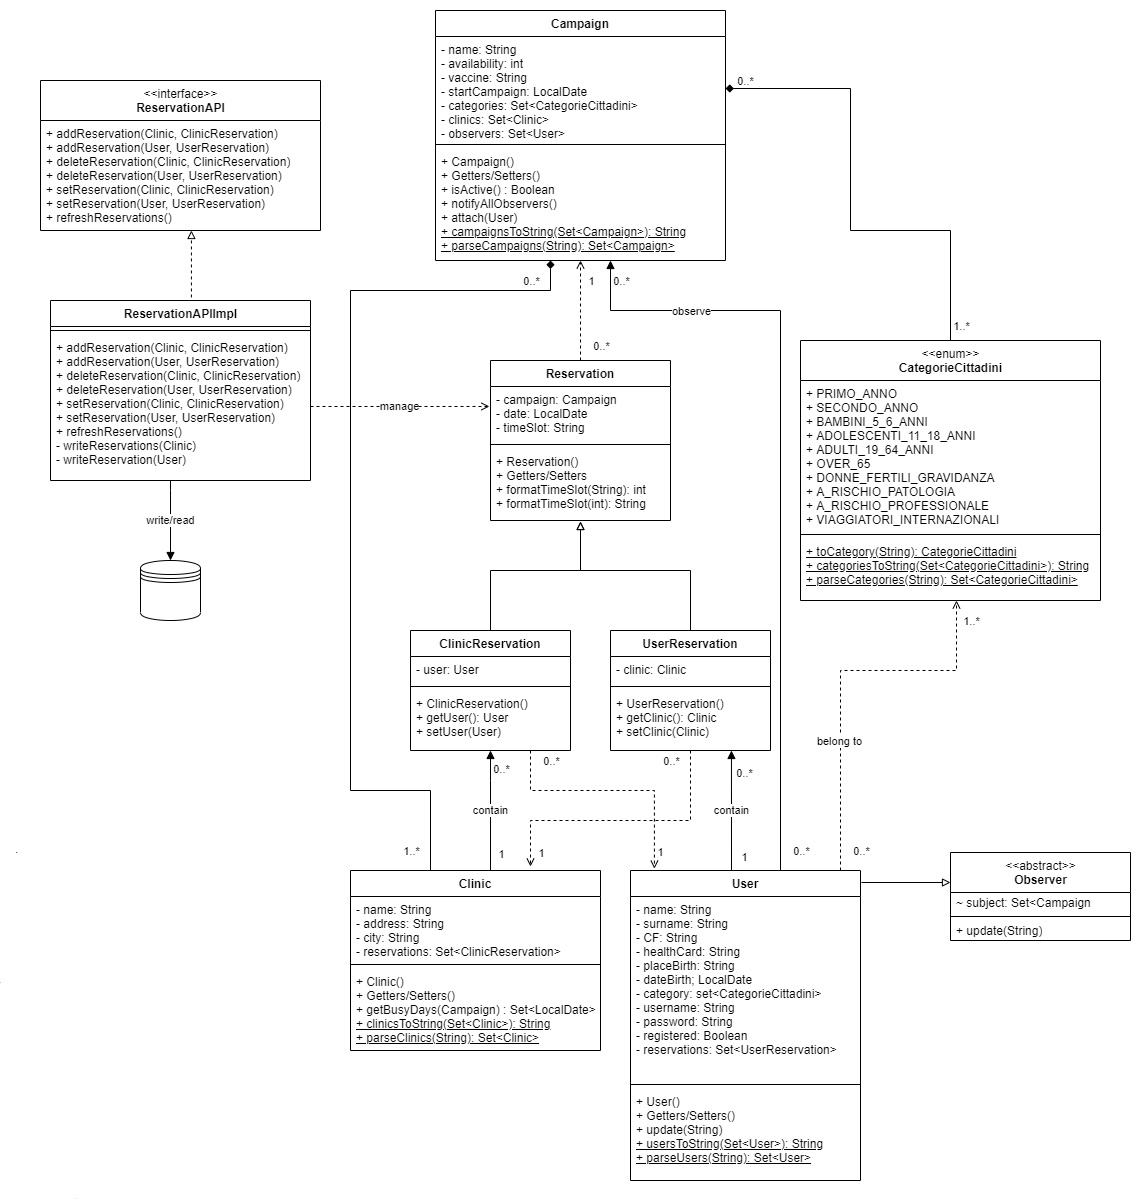 Campaign
- name: String
- availability: int
- vaccine: String
- startCampaign: LocalDate
- categories: Set<CategorieCittadini>
- clinics: Set<Clinic>
- observers: Set<User>
+ Campaign()
+ Getters/Setters()
+ isActive() : Boolean
+ notifyAllObservers()
+ attach(User)
+ campaignsToString(Set<Campaign>): String
+ parseCampaigns(String): Set<Campaign>
0..*
<<interface>>
ReservationAPI
+ addReservation(Clinic, ClinicReservation)
+ addReservation(User, UserReservation)
+ deleteReservation(Clinic, ClinicReservation)
+ deleteReservation(User, UserReservation)
+ setReservation(Clinic, ClinicReservation)
+ setReservation(User, UserReservation)
+ refreshReservations()
0..*
1
0..*
observe
ReservationAPIImpl
+ addReservation(Clinic, ClinicReservation)
+ addReservation(User, UserReservation)
+ deleteReservation(Clinic, ClinicReservation)
+ deleteReservation(User, UserReservation)
+ setReservation(Clinic, ClinicReservation)
+ setReservation(User, UserReservation)
+ refreshReservations()
- writeReservations(Clinic)
- writeReservation(User)
manage
write/read
0..*
Reservation
- campaign: Campaign
- date: LocalDate
- timeSlot: String
+ Reservation()
+ Getters/Setters
+ formatTimeSlot(String): int
+ formatTimeSlot(int): String
1..*
<<enum>>
CategorieCittadini
+ PRIMO_ANNO
+ SECONDO_ANNO
+ BAMBINI_5_6_ANNI
+ ADOLESCENTI_11_18_ANNI
+ ADULTI_19_64_ANNI
+ OVER_65
+ DONNE_FERTILI_GRAVIDANZA
+ A_RISCHIO_PATOLOGIA
+ A_RISCHIO_PROFESSIONALE
+ VIAGGIATORI_INTERNAZIONALI
+ toCategory(String): CategorieCittadini
+ categoriesToString(Set<CategorieCittadini>): String
+ parseCategories(String): Set<CategorieCittadini>
1..*
ClinicReservation
- user: User
+ ClinicReservation()
+ getUser(): User
+ setUser(User)
UserReservation
- clinic: Clinic
+ UserReservation()
+ getClinic(): Clinic
+ setClinic(Clinic)
belong to
0..*
0..*
0..*
0..*
contain
contain
1..*
1
1
1
1
0..*
0..*
Clinic
- name: String
- address: String
- city: String
- reservations: Set<ClinicReservation>
+ Clinic()
+ Getters/Setters()
+ getBusyDays(Campaign) : Set<LocalDate>
+ clinicsToString(Set<Clinic>): String
+ parseClinics(String): Set<Clinic>
User
- name: String
- surname: String
- CF: String
- healthCard: String
- placeBirth: String
- dateBirth; LocalDate
- category: set<CategorieCittadini>
- username: String
- password: String
- registered: Boolean
- reservations: Set<UserReservation>
+ User()
+ Getters/Setters()
+ update(String)
+ usersToString(Set<User>): String
+ parseUsers(String): Set<User>
<<abstract>>
Observer
~ subject: Set<Campaign
+ update(String)